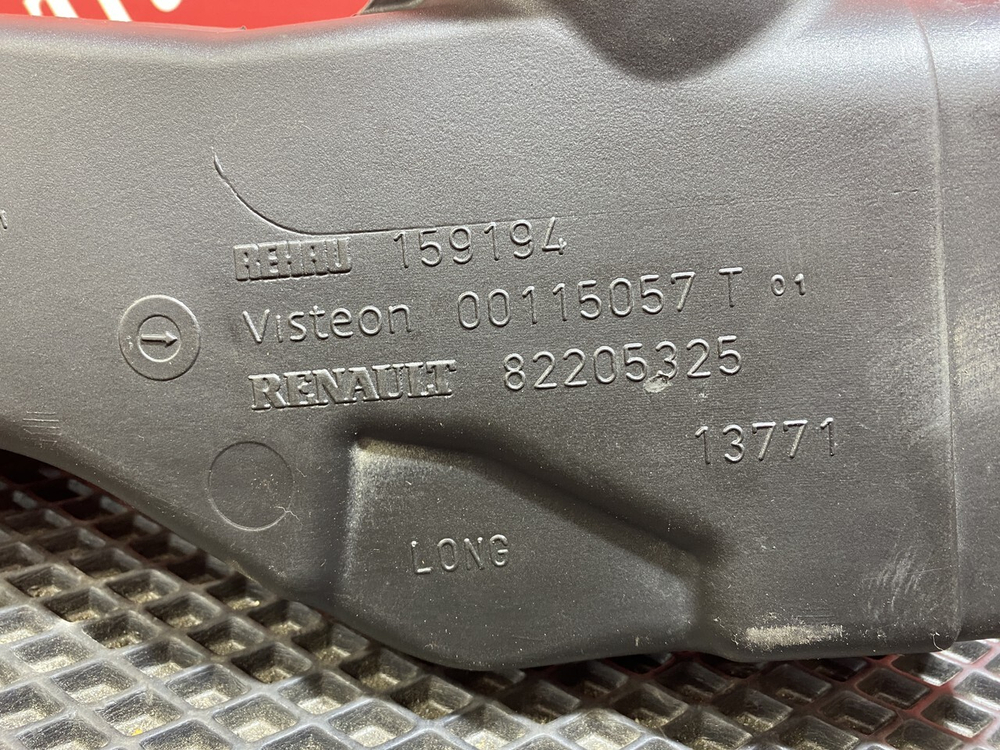 REHAU 159194
Visteon 00115057 T 01
RENAULT 82205325
13771
LONG